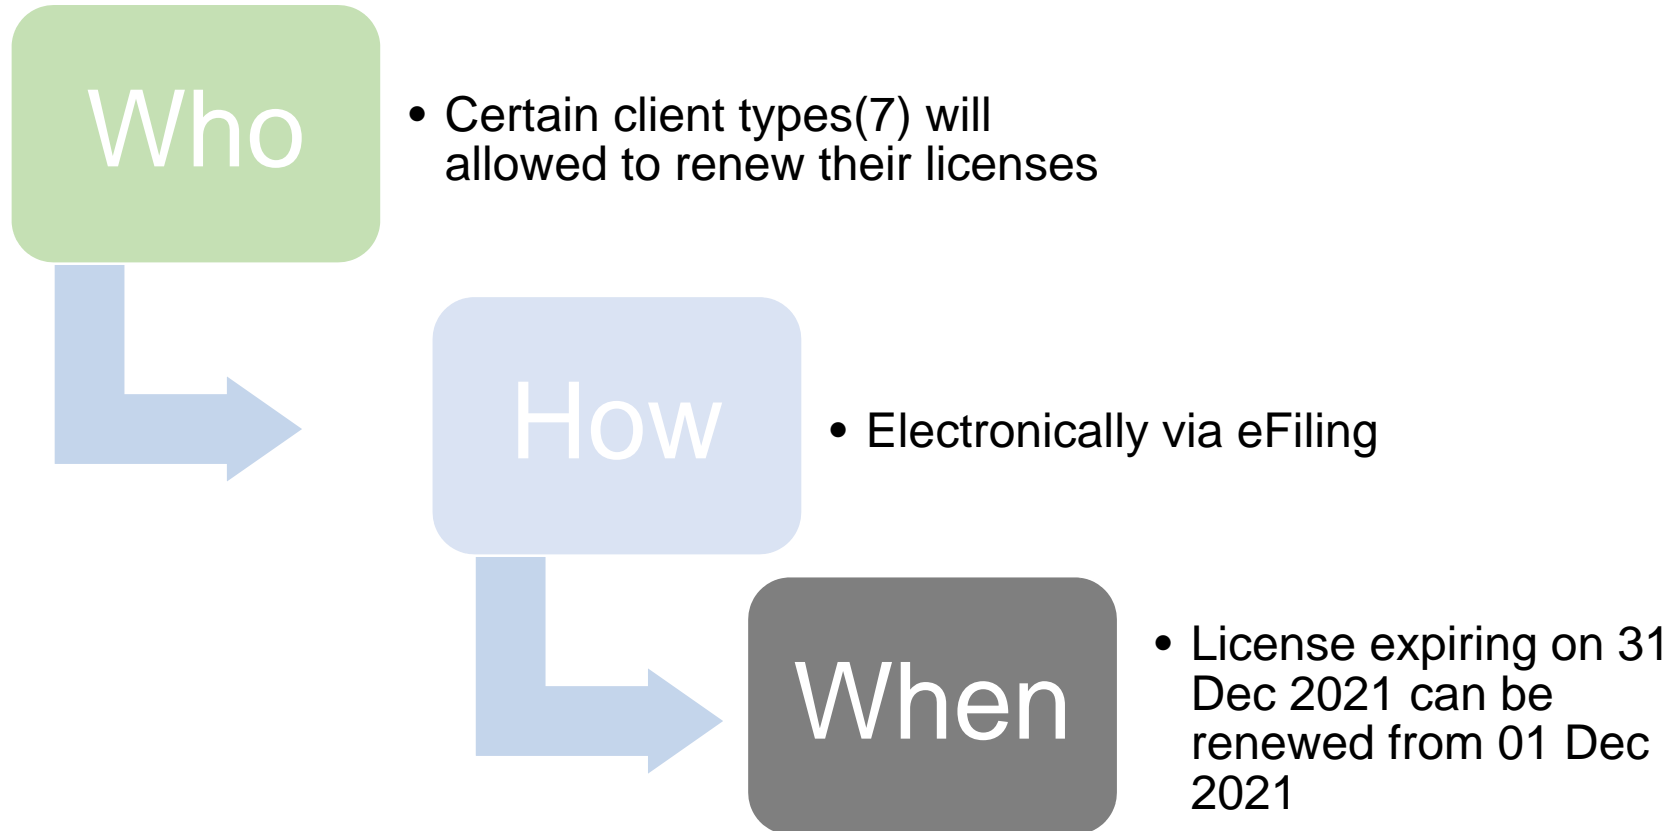 Who
• Certain client types(7) will
allowed to renew their licenses
How
• Electronically via eFiling
When
• License expiring on 31
Dec 2021 can be
renewed from 01 Dec
2021